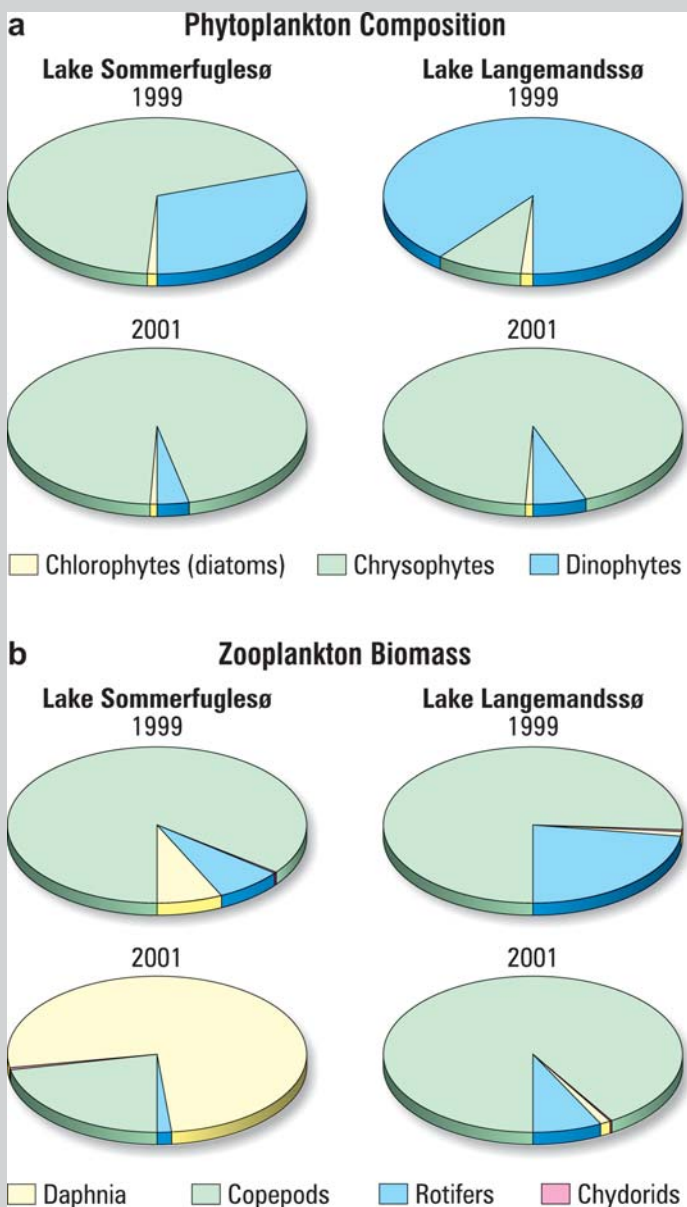 a Phytoplankton Composition
Lake Sommerfuglesø Lake Langemandssø
1999 1999
2001 2001
Chlorophytes (diatoms) Chrysophytes Dinophytes
b Zooplankton Biomass
Lake Sommerfuglesø Lake Langemandssø
1999 1999
2001 2001
Daphnia Copepods Rotifers Chydorids